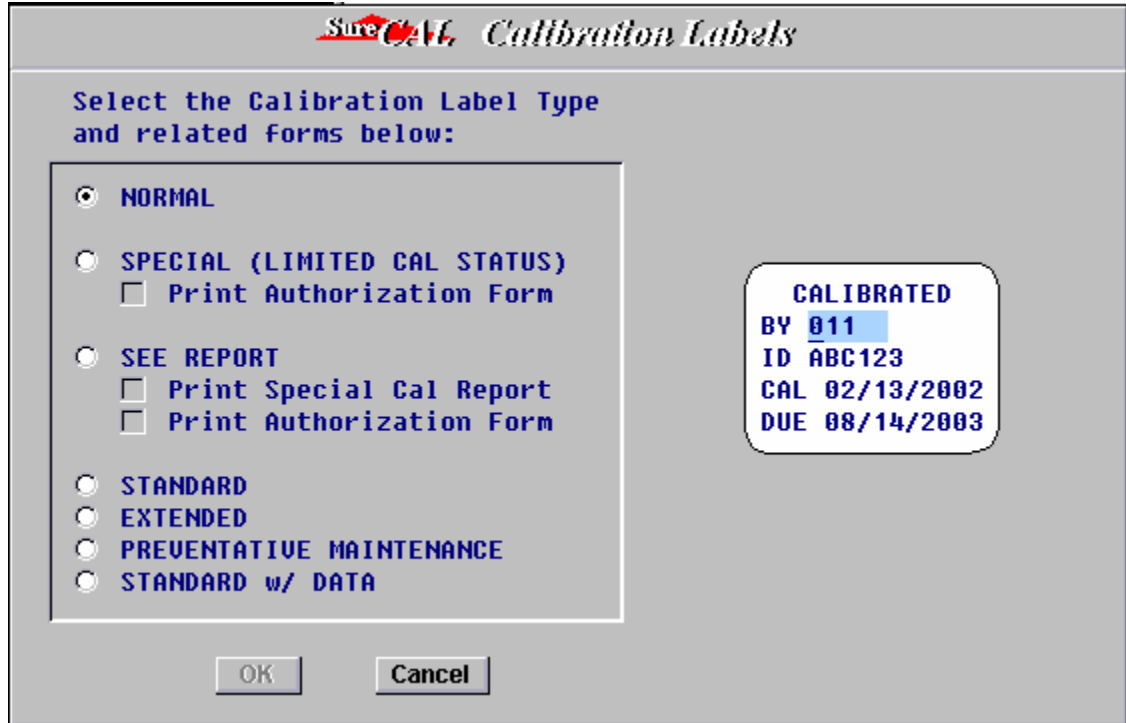 SureCAL Calibration Labels
Select the Calibration Label Type
and related forms below:
NORMAL
SPECIAL (LIMITED CAL STATUS)
Print Authorization Form
SEE REPORT
Print Special Cal Report
Print Authorization Form
STANDARD
EXTENDED
PREVENTATIVE MAINTENANCE
STANDARD w/ DATA
CALIBRATED
BY 011
ID ABC123
CAL 02/13/2002
DUE 08/14/2003
OK Cancel